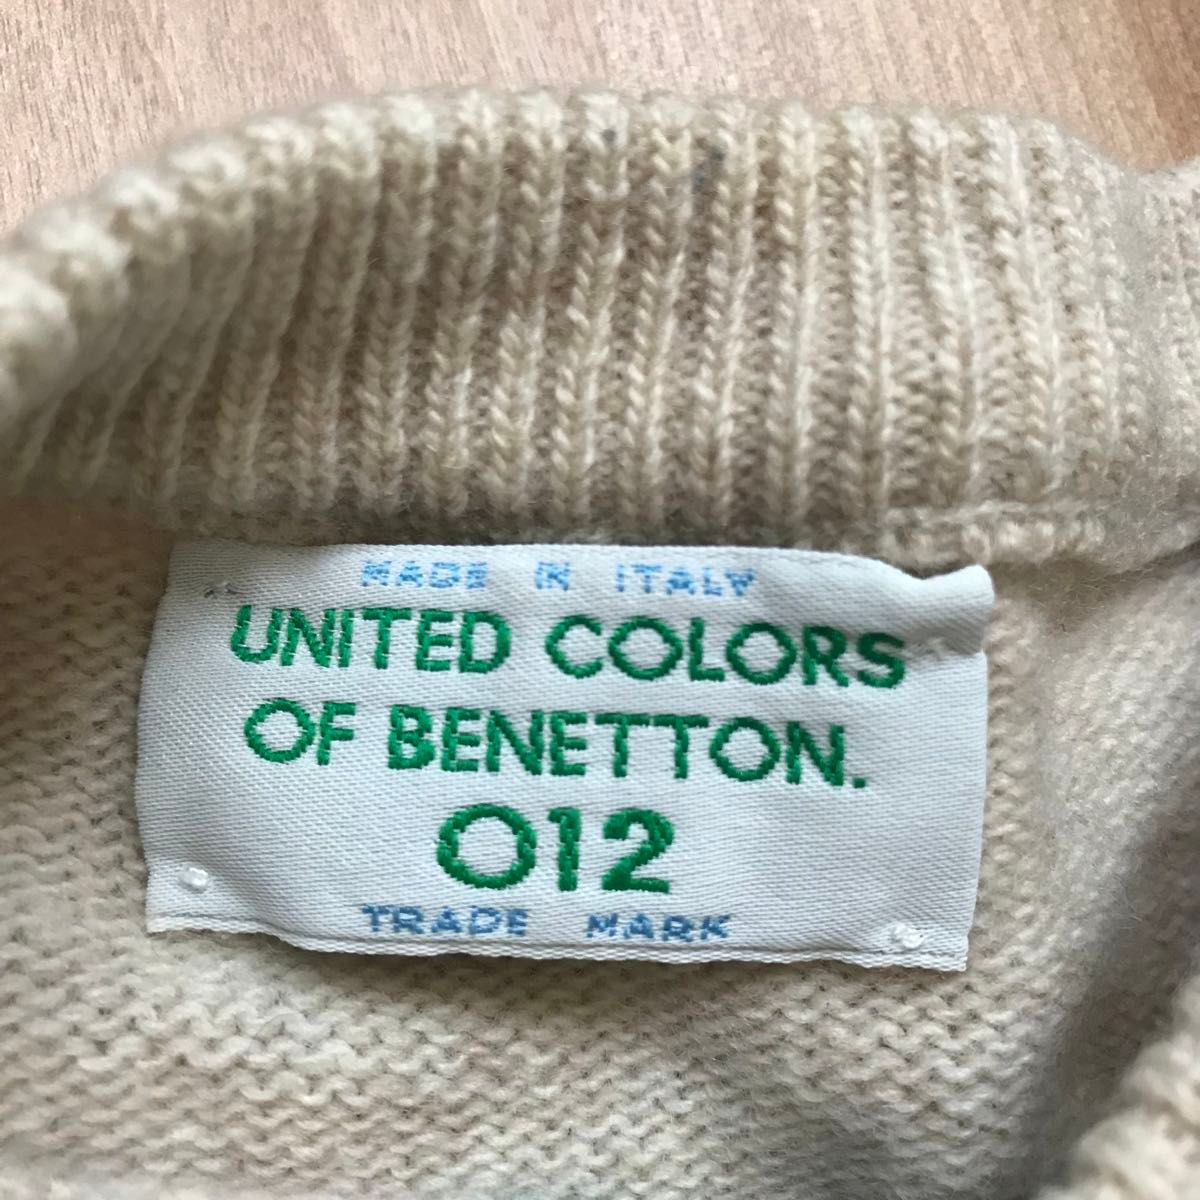 MADE IN ITALY
UNITED COLORS
OF BENETTON.
012
TRADE MARK